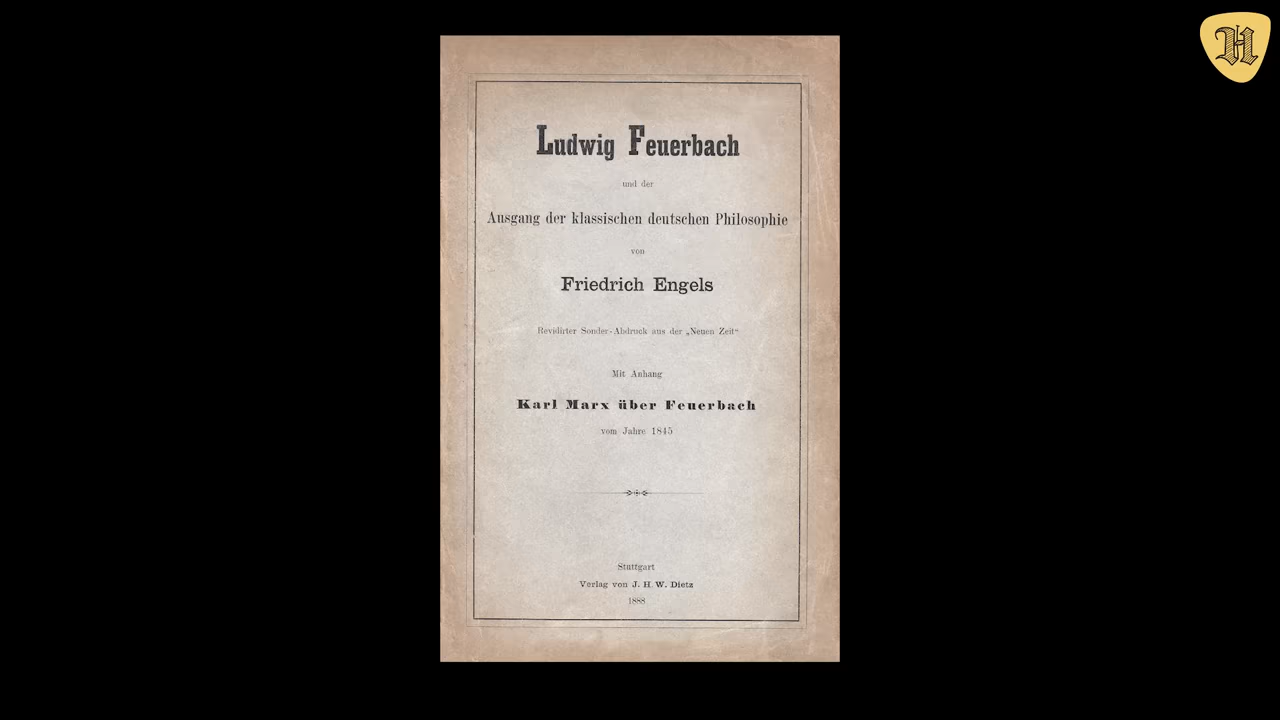 Ludwig Feuerbach
und der
Ausgang der klassischen deutschen Philosophie
von
Friedrich Engels
Revidirter Sonder-Abdruck aus der „Neuen Zeit“
Mit Anhang
Karl Marx über Feuerbach
vom Jahre 1845
Stuttgart
Verlag von J. H. W. Dietz
1888
H